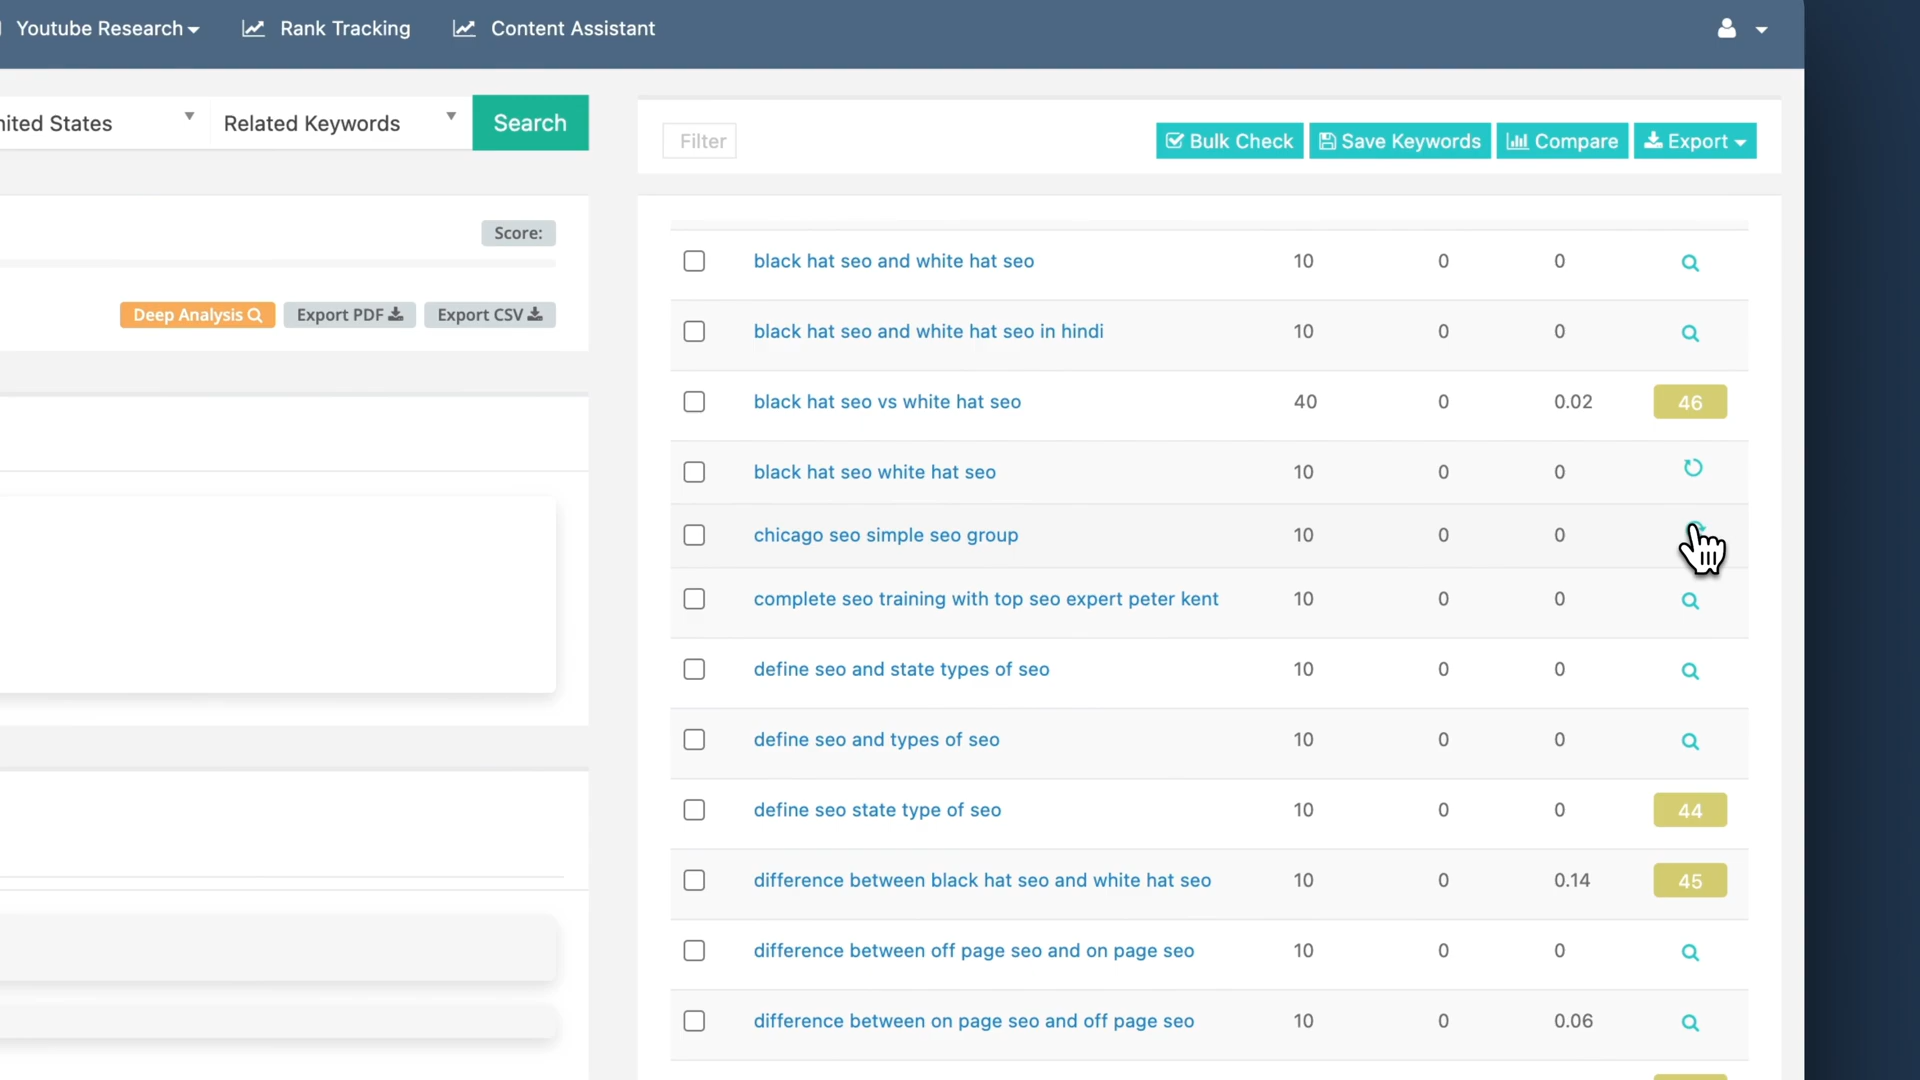 Youtube Research
Rank Tracking
Content Assistant
nited States
Related Keywords
Search
Filter
Bulk Check
Save Keywords
Compare
Export
Score:
Deep Analysis
Export PDF
Export CSV
black hat seo and white hat seo 10 0 0
black hat seo and white hat seo in hindi 10 0 0
black hat seo vs white hat seo 40 0 0.02 46
black hat seo white hat seo 10 0 0
chicago seo simple seo group 10 0 0
complete seo training with top seo expert peter kent 10 0 0
define seo and state types of seo 10 0 0
define seo and types of seo 10 0 0
define seo state type of seo 10 0 0 44
difference between black hat seo and white hat seo 10 0 0.14 45
difference between off page seo and on page seo 10 0 0
difference between on page seo and off page seo 10 0 0.06